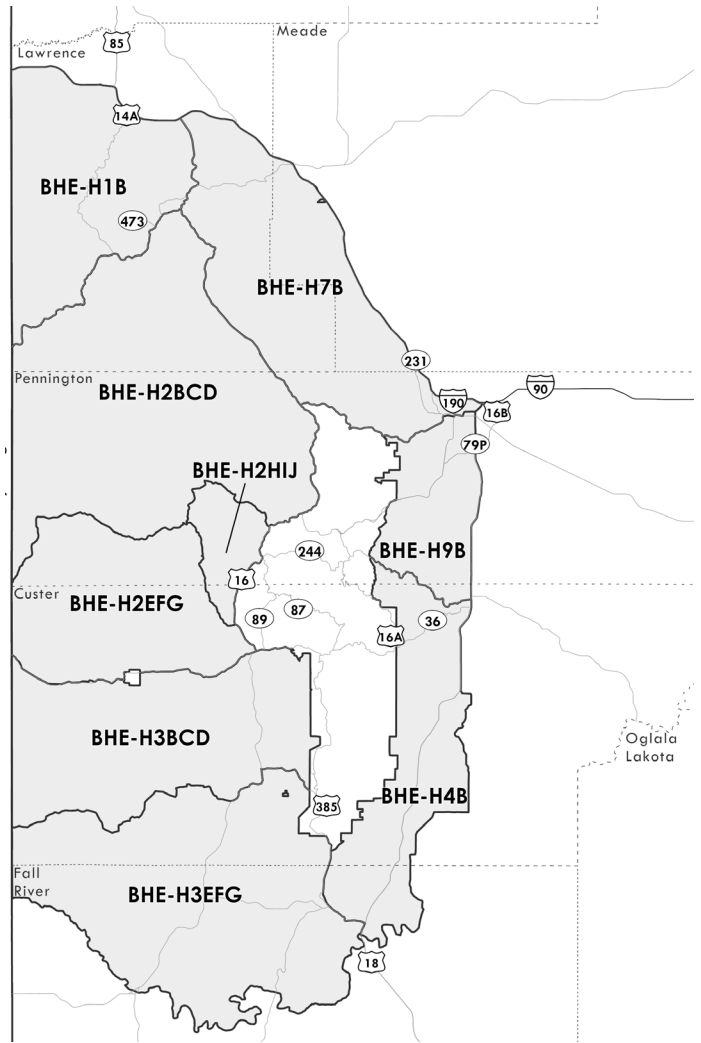 Meade
85
Lawrence
14A
BHE-H1B
473
BHE-H7B
231
Pennington
90
BHE-H2BCD
190
16B
79P
BHE-H2HIJ
244
BHE-H9B
16
Custer
BHE-H2EFG
87
89
36
16A
BHE-H3BCD
Oglala
Lakota
BHE-H4B
385
Fall
River
BHE-H3EFG
18